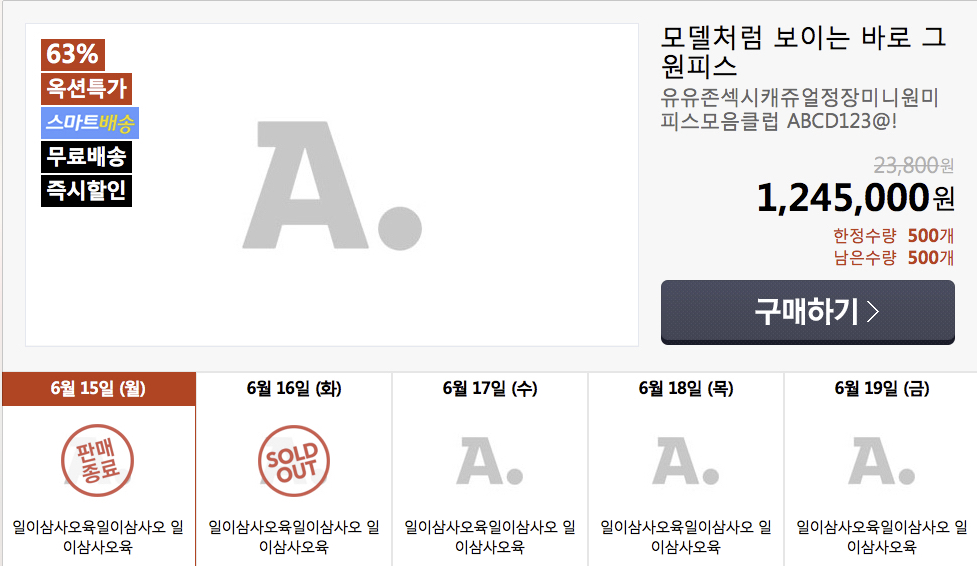 63%
옥션특가
스마트배송
무료배송
즉시할인
A.
모델처럼 보이는 바로 그
원피스
유유존섹시캐쥬얼정장미니원미
피스모음클럽 ABCD123@!
23,800원
1,245,000원
한정수량 500개
남은수량 500개
구매하기 >
6월 15일 (월)
판매
종료
일이삼사오육일이삼사오 일
이삼사오육
6월 16일 (화)
SOLD
OUT
일이삼사오육일이삼사오 일
이삼사오육
6월 17일 (수)
A.
일이삼사오육일이삼사오 일
이삼사오육
6월 18일 (목)
A.
일이삼사오육일이삼사오 일
이삼사오육
6월 19일 (금)
A.
일이삼사오육일이삼사오 일
이삼사오육